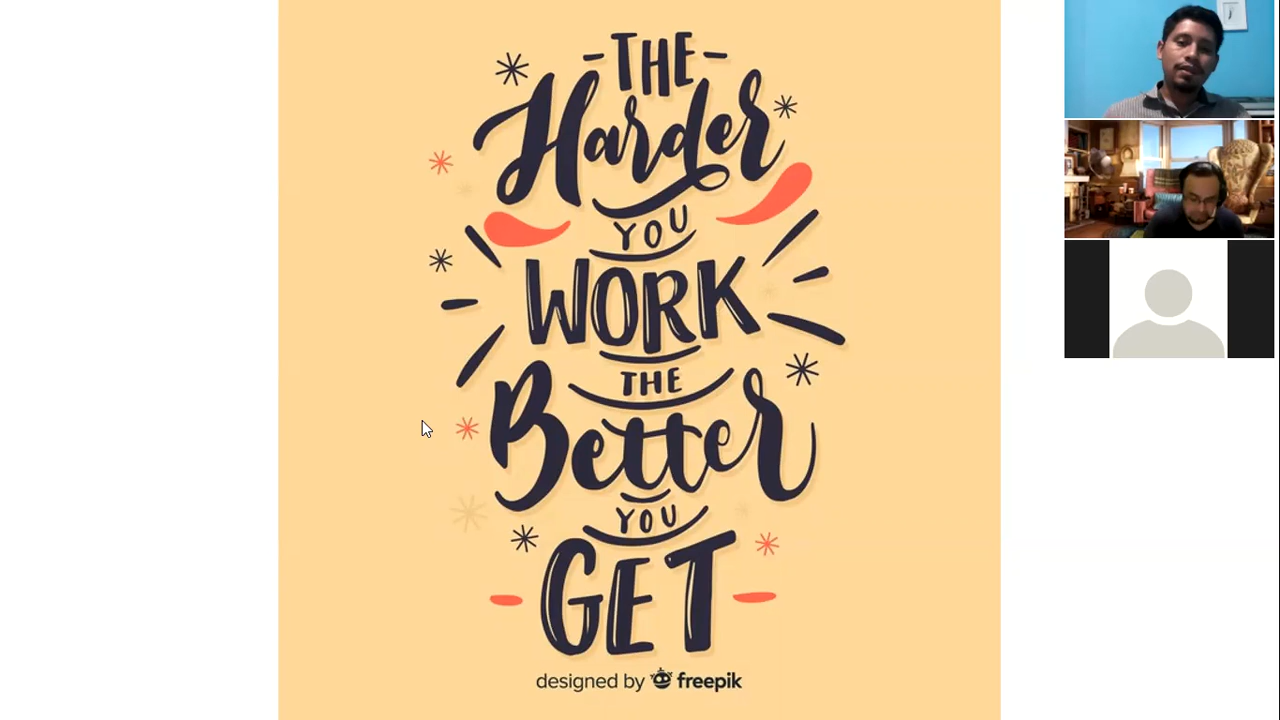 THE
Harder
YOU
WORK
THE
Better
YOU
GET
designed by freepik